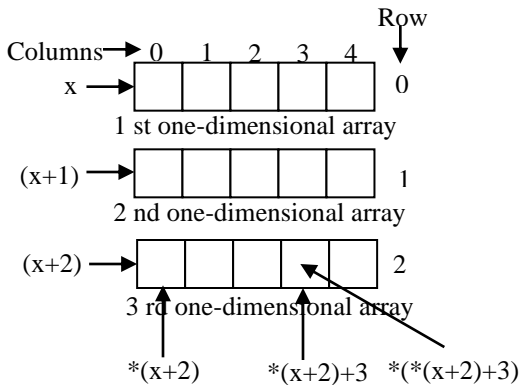 Row
Columns 0 1 2 3 4
x 0
1 st one-dimensional array
(x+1) 1
2 nd one-dimensional array
(x+2) 2
3 rd one-dimensional array
*(x+2) *(x+2)+3 *(*(x+2)+3)